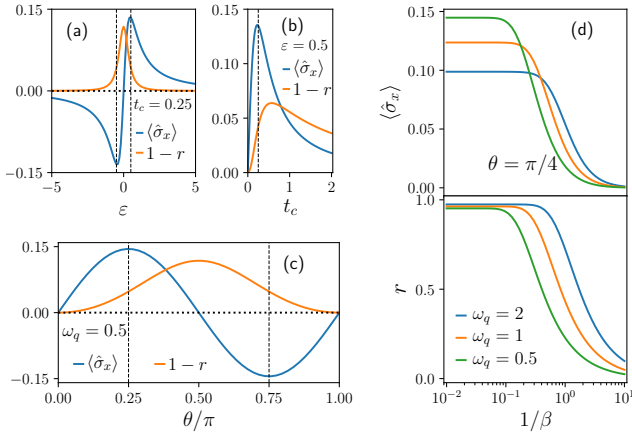 (a)
0.15
0.00
−0.15
t_c = 0.25
⟨σ̂_x⟩
1 − r
−5
0
5
ε
(b)
0.15
0.10
0.05
0.00
ε = 0.5
⟨σ̂_x⟩
1 − r
0
1
2
t_c
(c)
0.15
0.00
−0.15
ω_q = 0.5
⟨σ̂_x⟩
1 − r
0.00
0.25
0.50
0.75
1.00
θ/π
(d)
⟨σ̂_x⟩
0.15
0.10
0.05
0.00
θ = π/4
r
1.0
0.5
0.0
ω_q = 2
ω_q = 1
ω_q = 0.5
10⁻²
10⁻¹
10⁰
10¹
1/β